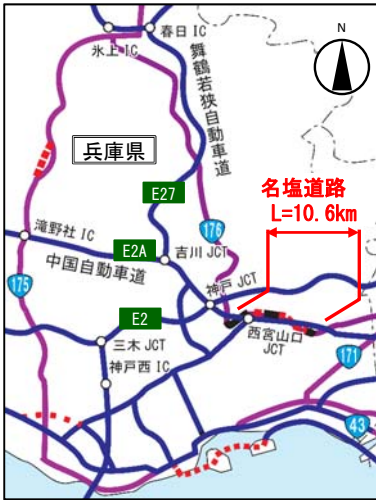 春日 IC
N
氷上 IC
舞鶴若狭自動車道
兵庫県
E27
名塩道路
L=10.6km
176
滝野社 IC
E2A
吉川 JCT
中国自動車道
175
神戸 JCT
E2
西宮山口
JCT
三木 JCT
171
神戸西 IC
43